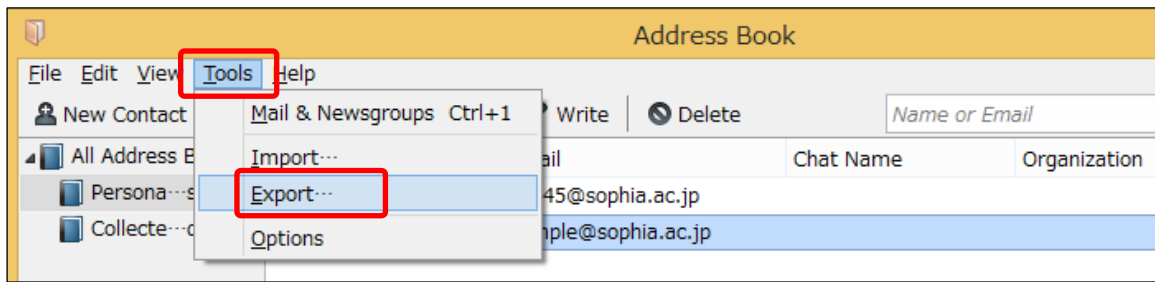 Address Book
File Edit View Tools Help
New Contact Mail & Newsgroups Ctrl+1 Write Delete Name or Email
All Address B Import… ail Chat Name Organization
Persona…s Export… 45@sophia.ac.jp
Collecte…d Options nple@sophia.ac.jp